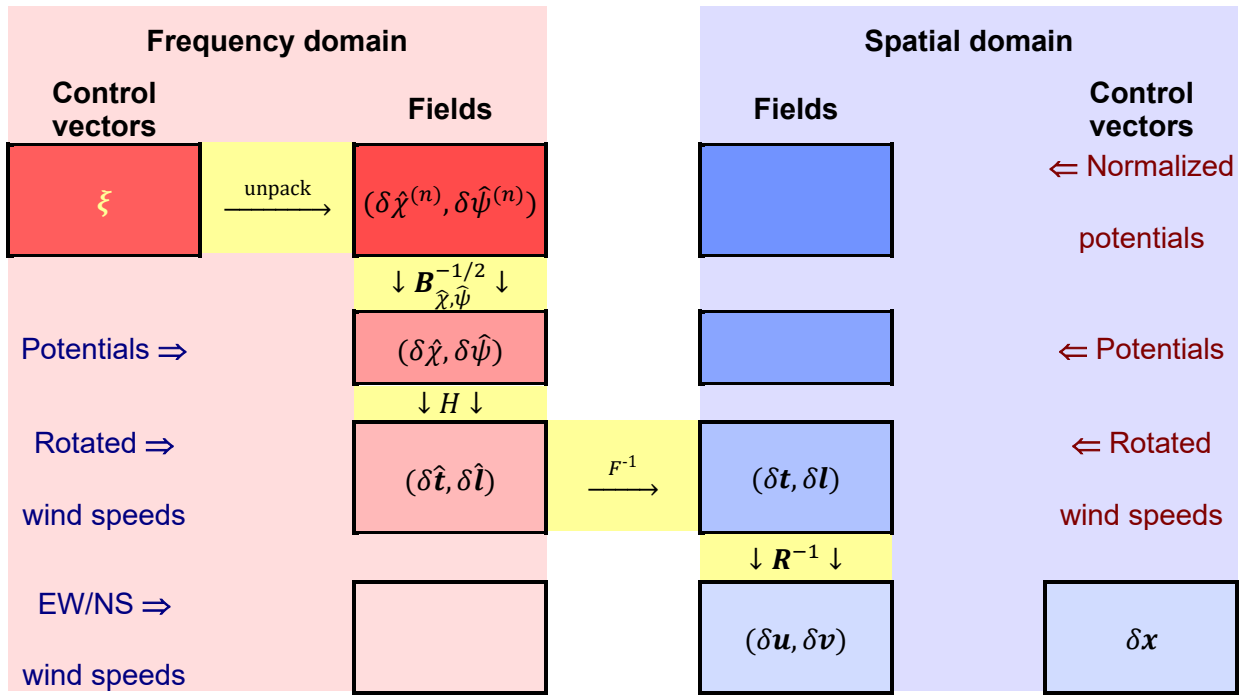 Frequency domain
Spatial domain
Control
vectors
Fields
Fields
Control
vectors
ξ
unpack
⟶
(δχ̂⁽ⁿ⁾, δψ̂⁽ⁿ⁾)
⇐ Normalized
potentials
↓ B_{χ̂,ψ̂}^{−1/2} ↓
Potentials ⇒
(δχ̂, δψ̂)
⇐ Potentials
↓ H ↓
Rotated ⇒
wind speeds
(δt̂, δl̂)
F⁻¹
⟶
(δt, δl)
⇐ Rotated
wind speeds
↓ R⁻¹ ↓
EW/NS ⇒
wind speeds
(δu, δv)
δx